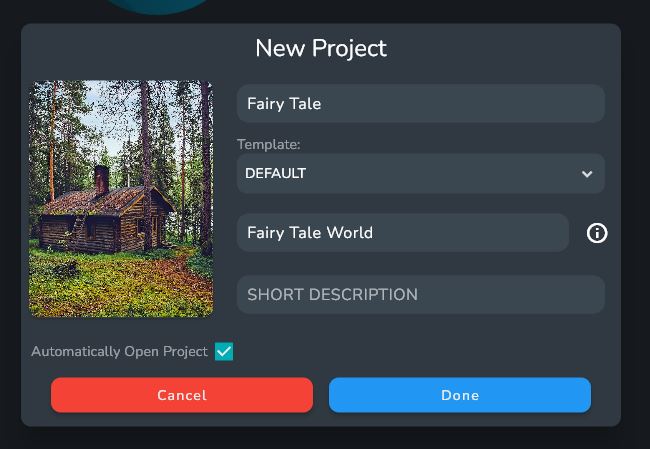 New Project
Fairy Tale
Template:
DEFAULT
Fairy Tale World
SHORT DESCRIPTION
Automatically Open Project
Cancel
Done